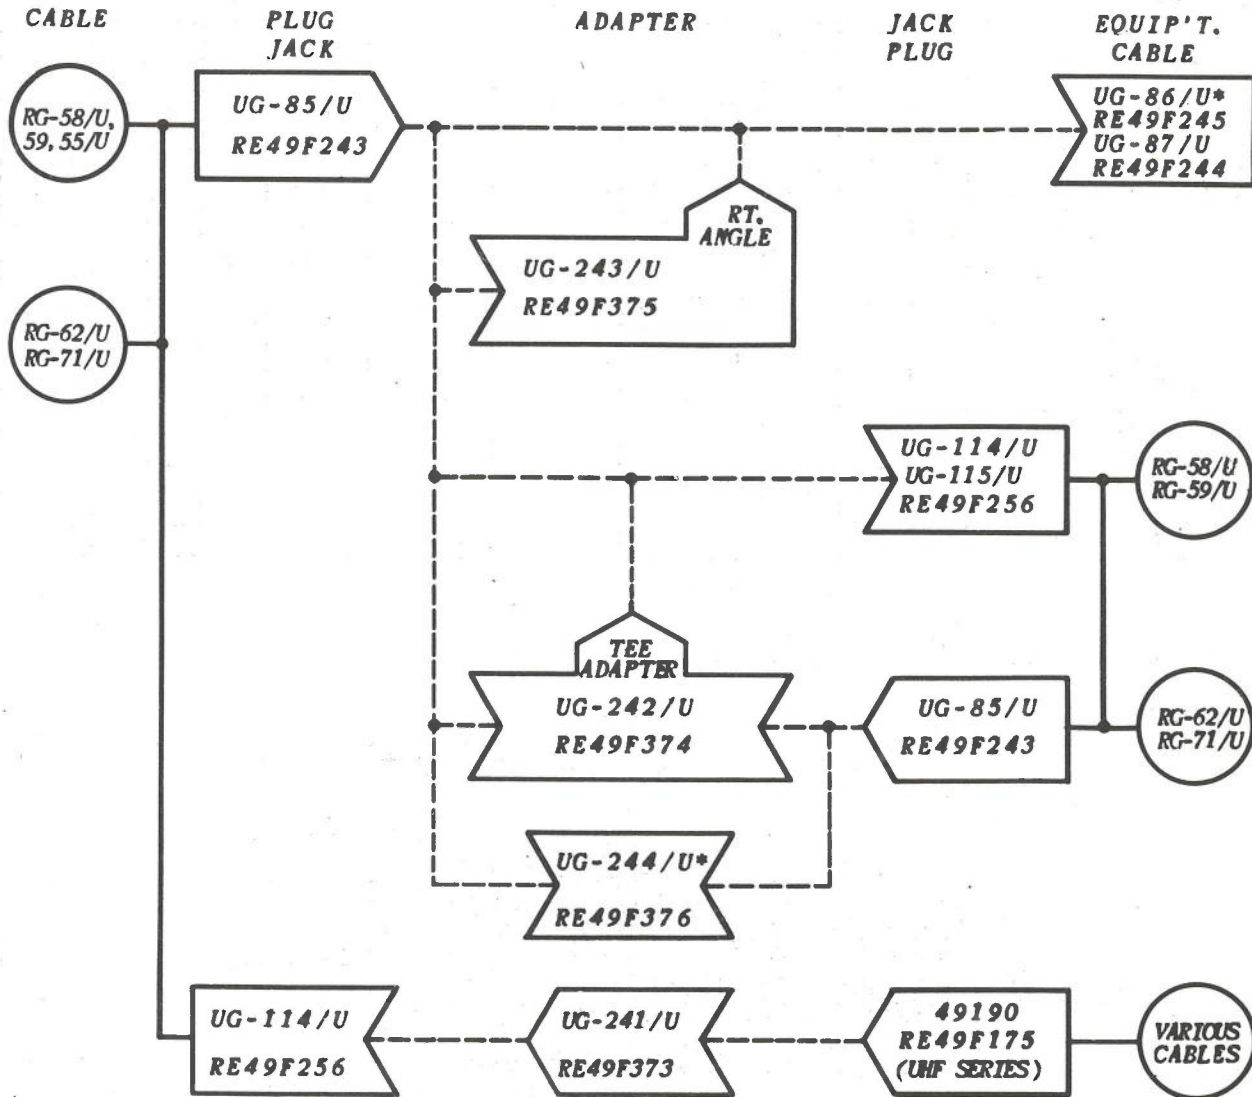 CABLE
PLUG
JACK
ADAPTER
JACK
PLUG
EQUIP'T.
CABLE
RG-58/U,
59,55/U
UG-85/U
RE49F243
UG-86/U*
RE49F245
UG-87/U
RE49F244
RT.
ANGLE
UG-243/U
RE49F375
RG-62/U
RG-71/U
UG-114/U
UG-115/U
RE49F256
RG-58/U
RG-59/U
TEE
ADAPTER
UG-242/U
RE49F374
UG-85/U
RE49F243
RG-62/U
RG-71/U
UG-244/U*
RE49F376
UG-114/U
RE49F256
UG-241/U
RE49F373
49190
RE49F175
(UHF SERIES)
VARIOUS
CABLES